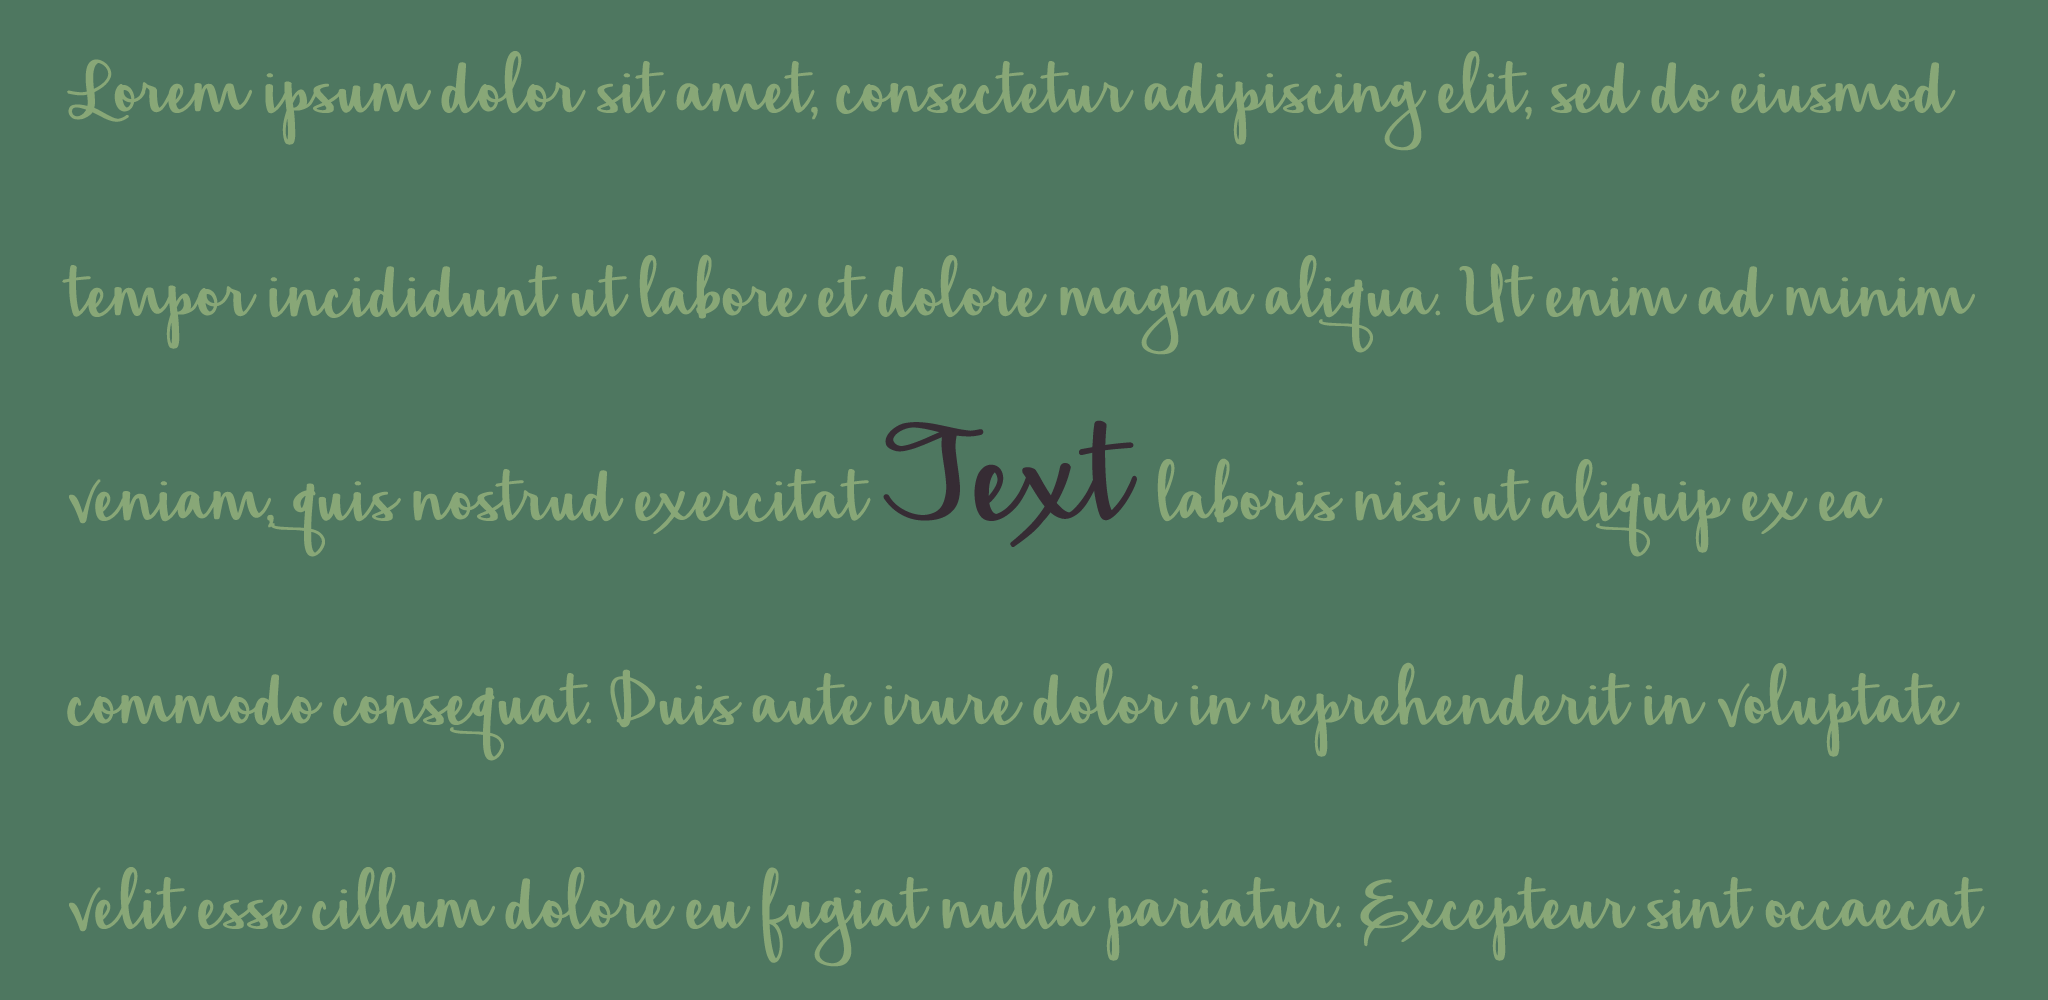 Lorem ipsum dolor sit amet, consectetur adipiscing elit, sed do eiusmod
tempor incididunt ut labore et dolore magna aliqua. Ut enim ad minim
veniam, quis nostrud exercitat Text laboris nisi ut aliquip ex ea
commodo consequat. Duis aute irure dolor in reprehenderit in voluptate
velit esse cillum dolore eu fugiat nulla pariatur. Excepteur sint occaecat